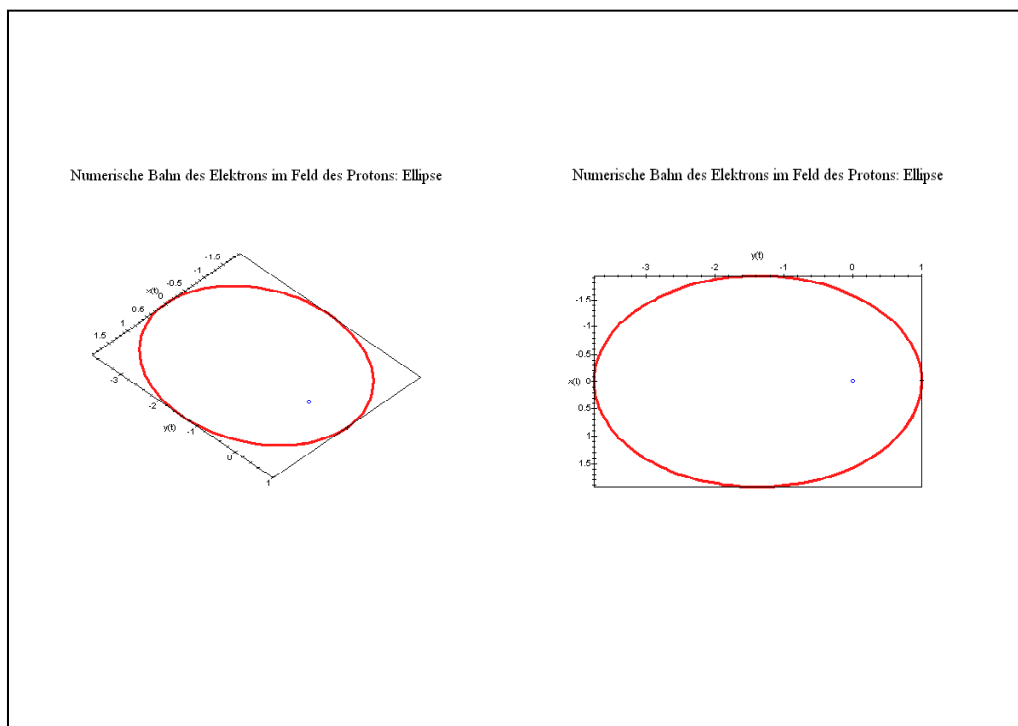 Numerische Bahn des Elektrons im Feld des Protons: Ellipse
-1.5
-1
-0.5
x(t)
0
0.5
1
1.5
-3
-2
y(t)
-1
0
1
Numerische Bahn des Elektrons im Feld des Protons: Ellipse
y(t)
-3 -2 -1 0 1
-1.5
-1
-0.5
x(t) 0
0.5
1
1.5